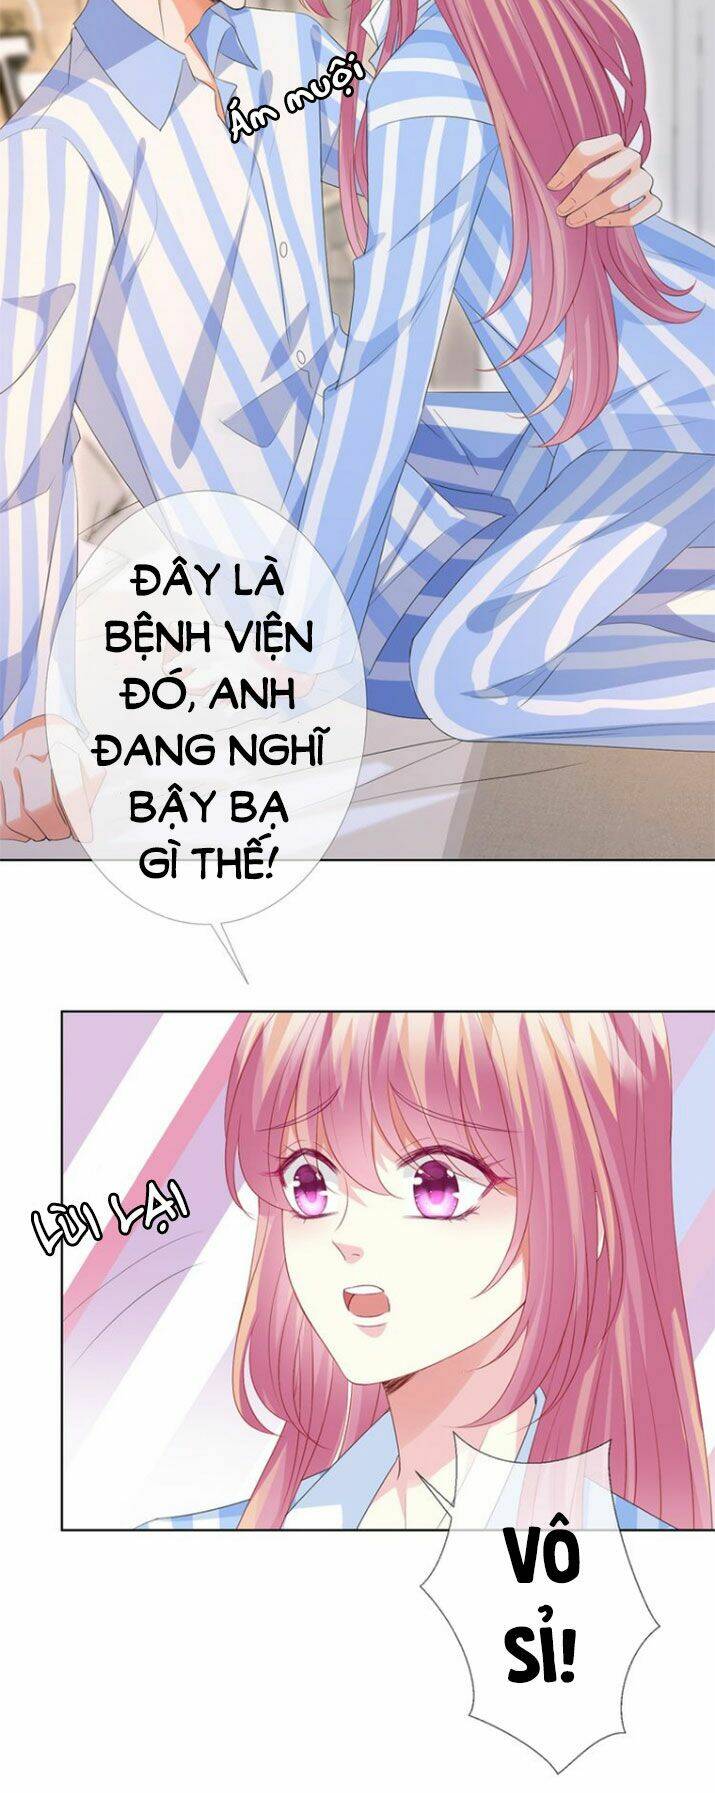 Ám muội
ĐÂY LÀ
BỆNH VIỆN
ĐÓ, ANH
ĐANG NGHĨ
BẬY BẠ
GÌ THẾ!
LÙI LẠI
VÔ
SỈ!